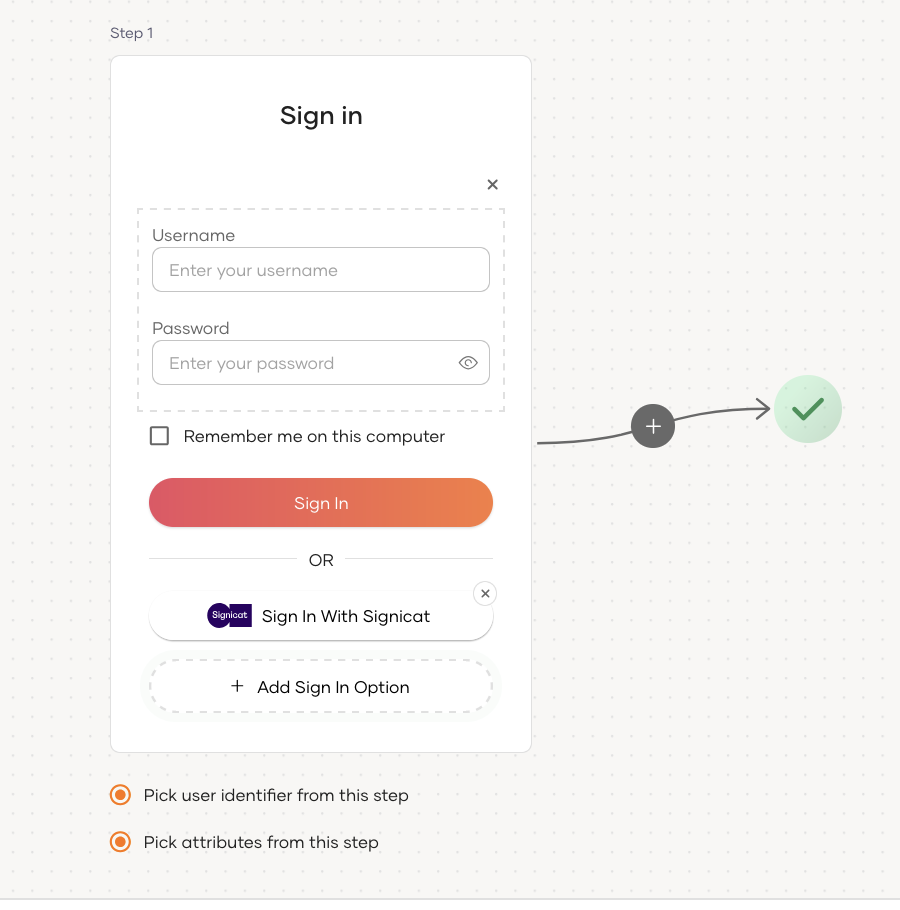 Step 1
Sign in
Username
Enter your username
Password
Enter your password
Remember me on this computer
Sign In
OR
Signicat Sign In With Signicat
Add Sign In Option
Pick user identifier from this step
Pick attributes from this step